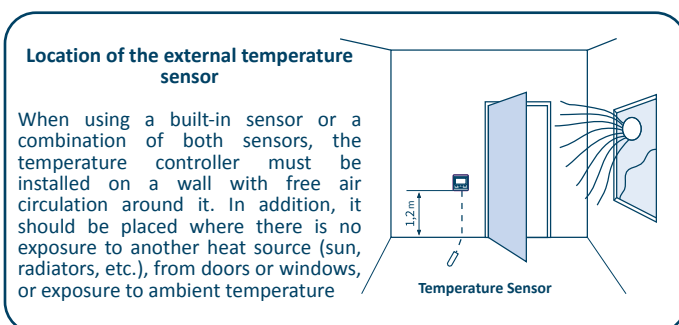 Location of the external temperature
sensor
When using a built-in sensor or a
combination of both sensors, the
temperature controller must be
installed on a wall with free air
circulation around it. In addition, it
should be placed where there is no
exposure to another heat source (sun,
radiators, etc.), from doors or windows,
or exposure to ambient temperature
1,2 m
Temperature Sensor